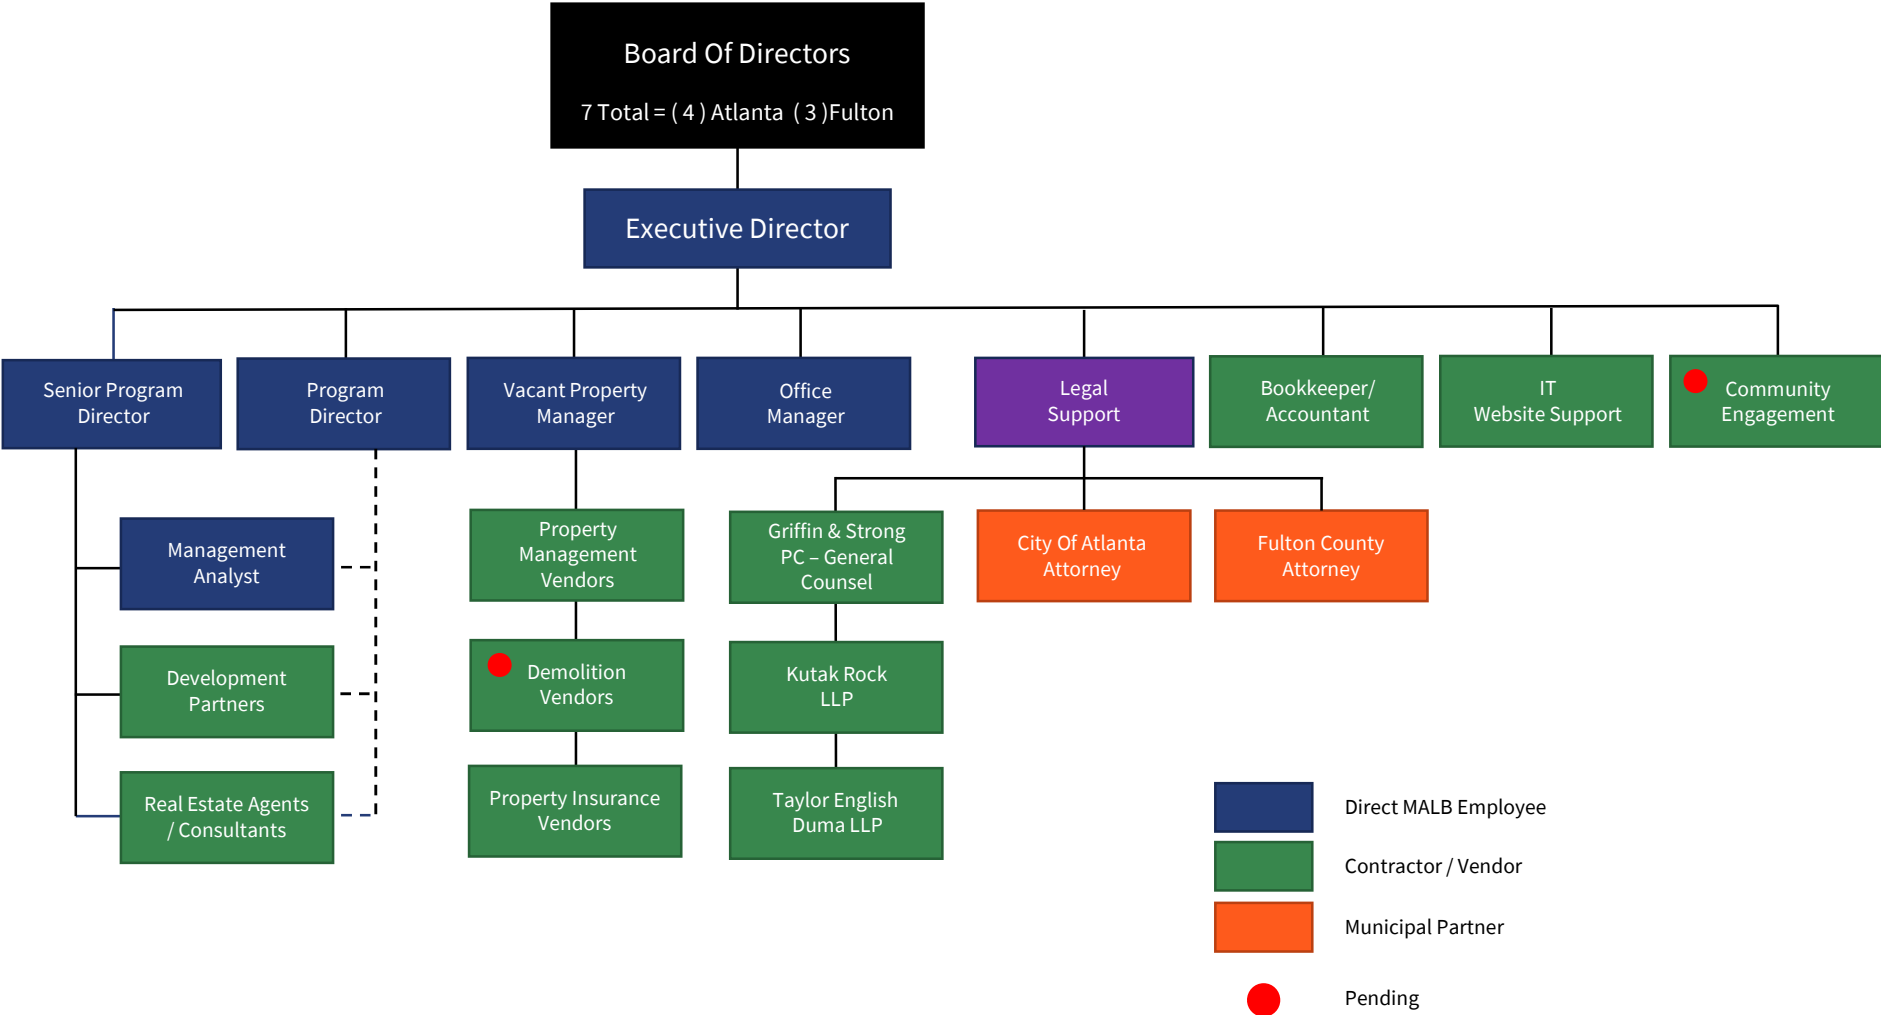 Board Of Directors
7 Total = ( 4 ) Atlanta ( 3 )Fulton
Executive Director
Senior Program
Director
Program
Director
Vacant Property
Manager
Office
Manager
Legal
Support
Bookkeeper/
Accountant
IT
Website Support
Community
Engagement
Management
Analyst
Development
Partners
Real Estate Agents
/ Consultants
Property
Management
Vendors
Demolition
Vendors
Property Insurance
Vendors
Griffin & Strong
PC – General
Counsel
Kutak Rock
LLP
Taylor English
Duma LLP
City Of Atlanta
Attorney
Fulton County
Attorney
Direct MALB Employee
Contractor / Vendor
Municipal Partner
Pending